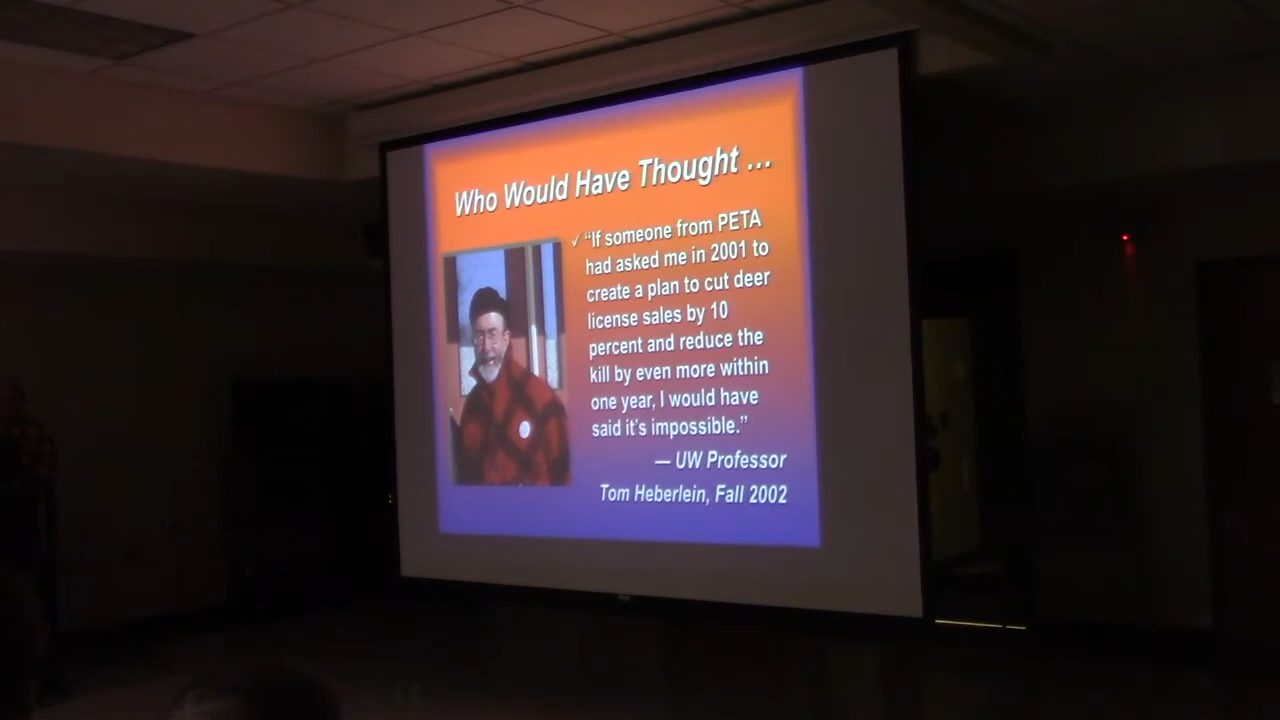 Who Would Have Thought ...
✓ “If someone from PETA
had asked me in 2001 to
create a plan to cut deer
license sales by 10
percent and reduce the
kill by even more within
one year, I would have
said it’s impossible.”
— UW Professor
Tom Heberlein, Fall 2002